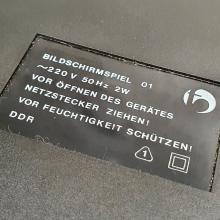 BILDSCHIRMSPIEL 01
~220 V 50Hz 2W
VOR ÖFFNEN DES GERÄTES
NETZSTECKER ZIEHEN!
VOR FEUCHTIGKEIT SCHÜTZEN!
DDR
1